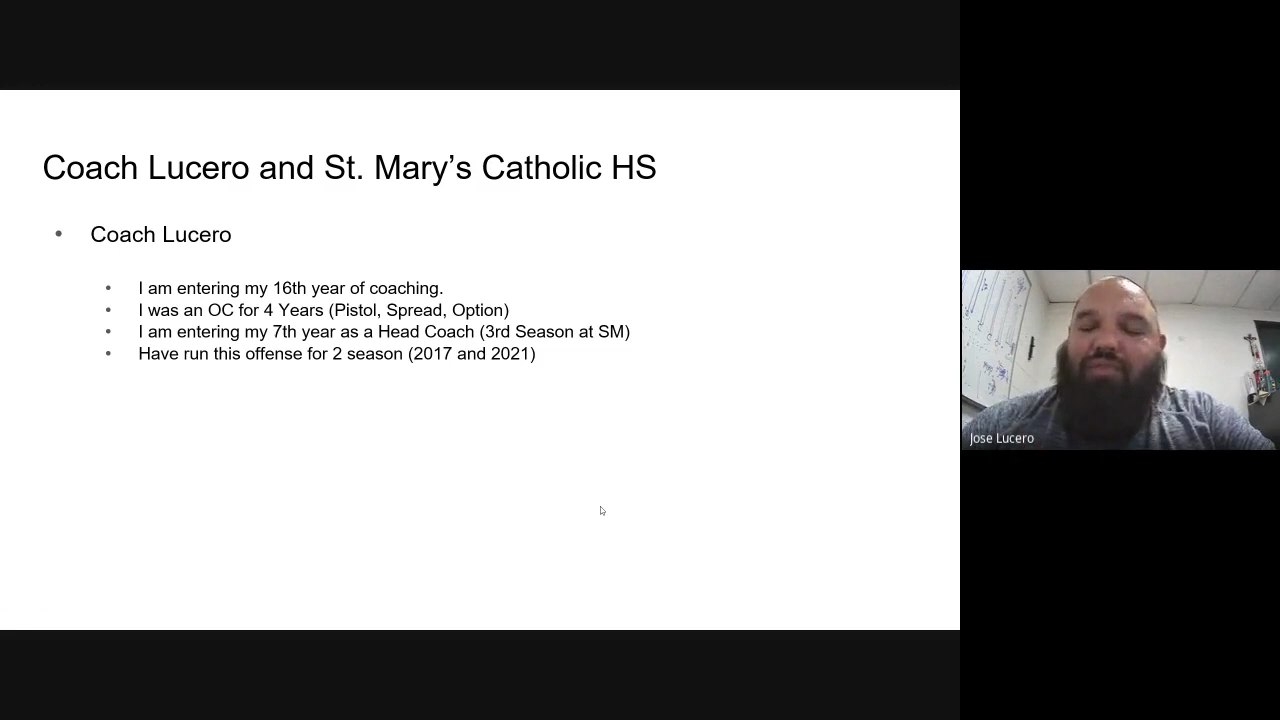 Coach Lucero and St. Mary’s Catholic HS
• Coach Lucero
• I am entering my 16th year of coaching.
• I was an OC for 4 Years (Pistol, Spread, Option)
• I am entering my 7th year as a Head Coach (3rd Season at SM)
• Have run this offense for 2 season (2017 and 2021)
Jose Lucero